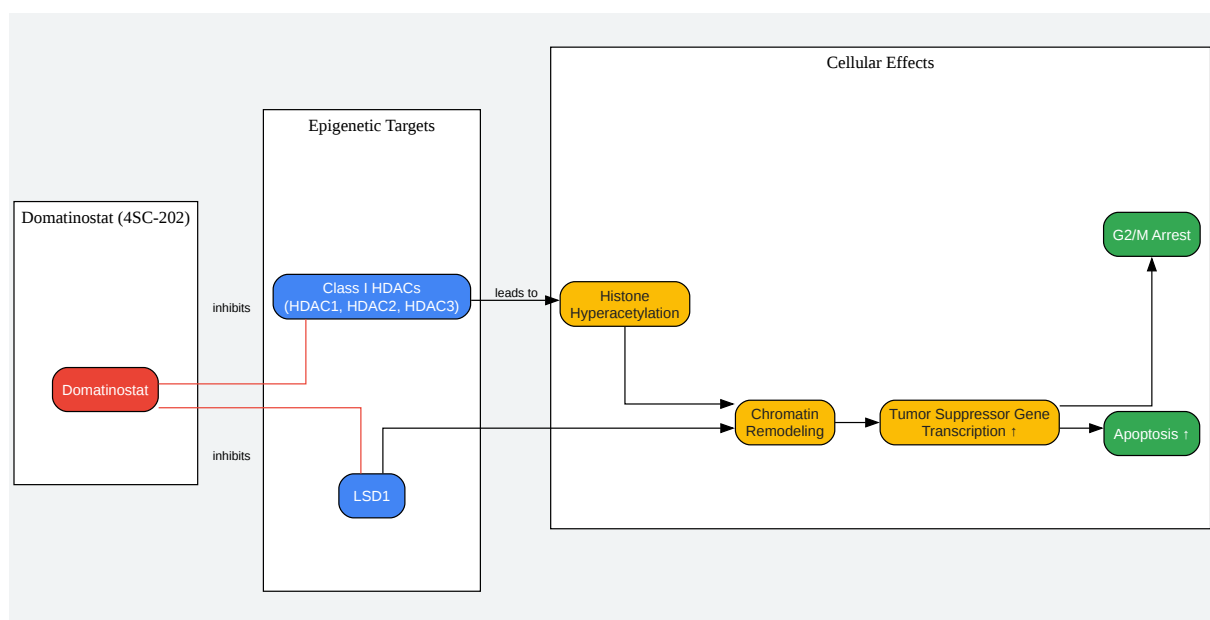 Domatinostat (4SC-202)
Domatinostat
inhibits
inhibits
Epigenetic Targets
Class I HDACs
(HDAC1, HDAC2, HDAC3)
LSD1
leads to
Cellular Effects
Histone
Hyperacetylation
Chromatin
Remodeling
Tumor Suppressor Gene
Transcription ↑
G2/M Arrest
Apoptosis ↑